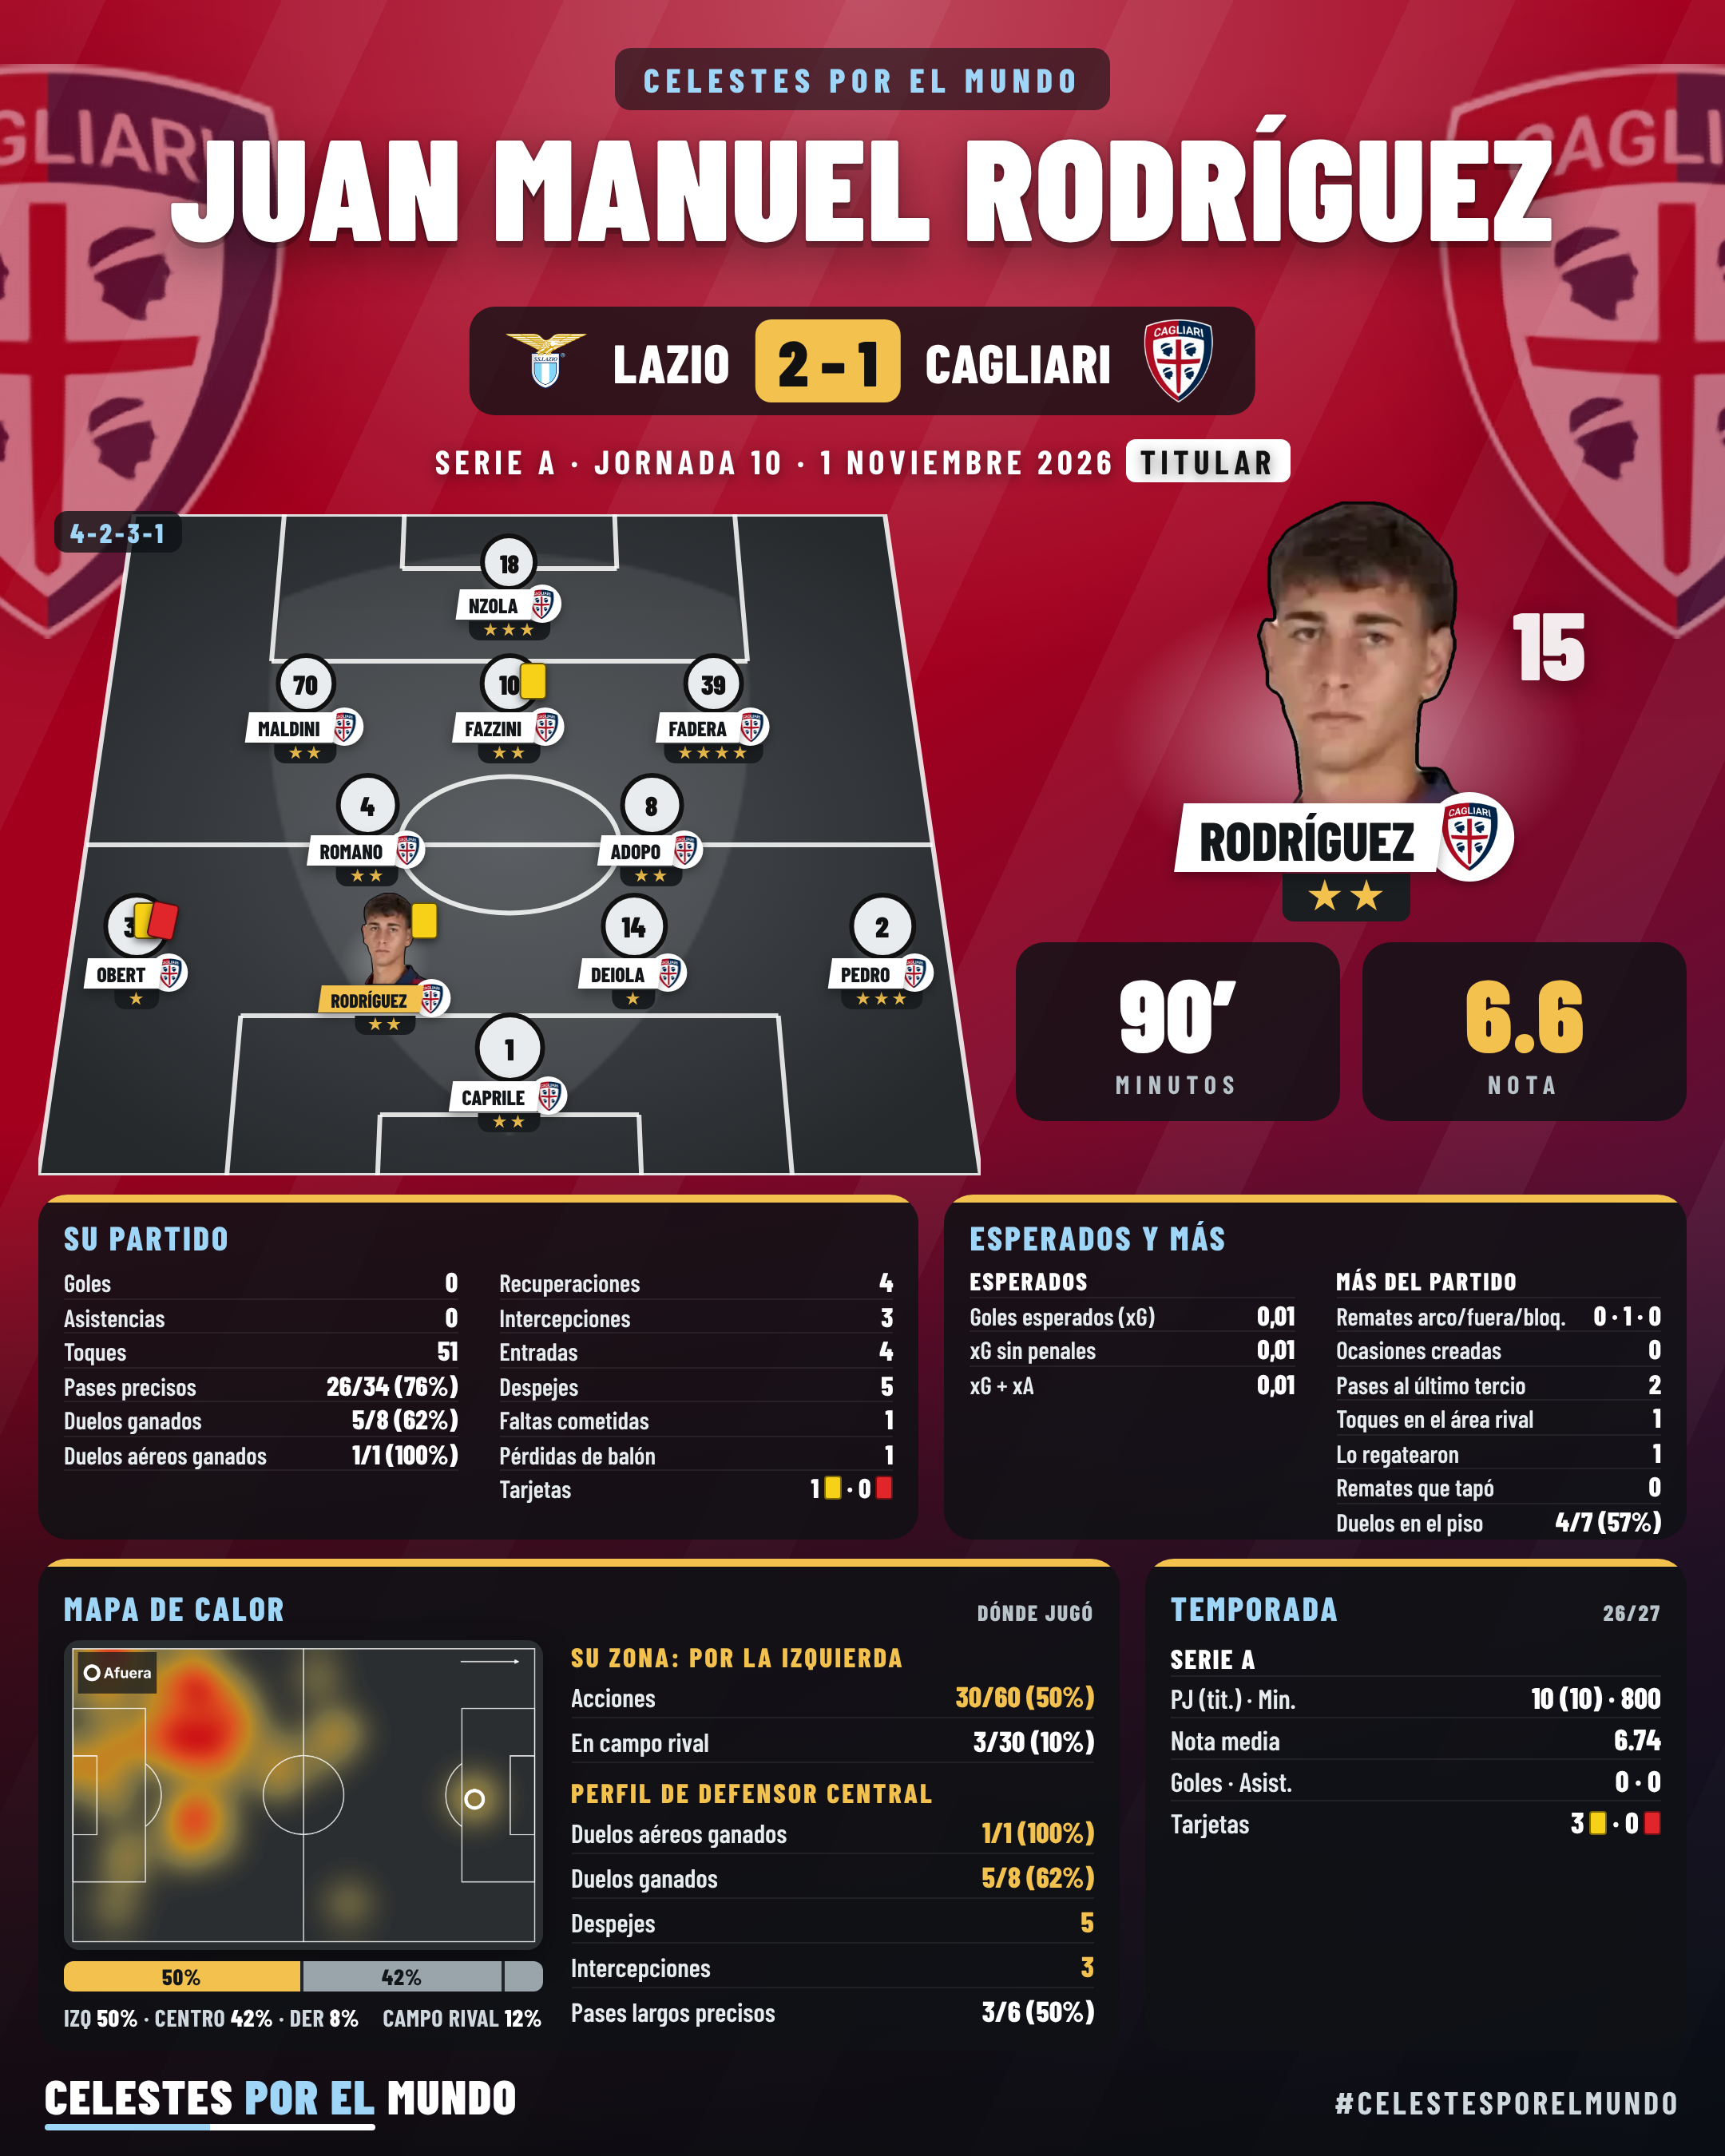 CELESTES POR EL MUNDO
JUAN MANUEL RODRÍGUEZ
LAZIO 2 - 1 CAGLIARI
SERIE A · JORNADA 10 · 1 NOVIEMBRE 2026 TITULAR
4-2-3-1
18
NZOLA
★★★
70 10 39
MALDINI FAZZINI FADERA
★★ ★★ ★★★★
4 8
ROMANO ADOPO
★★ ★★
14 2
OBERT DEIOLA PEDRO
★ ★ ★★★
RODRÍGUEZ
★★
1
CAPRILE
★★
15
RODRÍGUEZ
CAGLIARI
★★
90′
MINUTOS
6.6
NOTA
SU PARTIDO
Goles 0
Asistencias 0
Toques 51
Pases precisos 26/34 (76%)
Duelos ganados 5/8 (62%)
Duelos aéreos ganados 1/1 (100%)
Recuperaciones 4
Intercepciones 3
Entradas 4
Despejes 5
Faltas cometidas 1
Pérdidas de balón 1
Tarjetas 1 · 0
ESPERADOS Y MÁS
ESPERADOS
Goles esperados (xG) 0,01
xG sin penales 0,01
xG + xA 0,01
MÁS DEL PARTIDO
Remates arco/fuera/bloq. 0 · 1 · 0
Ocasiones creadas 0
Pases al último tercio 2
Toques en el área rival 1
Lo regatearon 1
Remates que tapó 0
Duelos en el piso 4/7 (57%)
MAPA DE CALOR DÓNDE JUGÓ
Afuera
50% 42%
IZQ 50% · CENTRO 42% · DER 8% CAMPO RIVAL 12%
SU ZONA: POR LA IZQUIERDA
Acciones 30/60 (50%)
En campo rival 3/30 (10%)
PERFIL DE DEFENSOR CENTRAL
Duelos aéreos ganados 1/1 (100%)
Duelos ganados 5/8 (62%)
Despejes 5
Intercepciones 3
Pases largos precisos 3/6 (50%)
TEMPORADA 26/27
SERIE A
PJ (tit.) · Min. 10 (10) · 800
Nota media 6.74
Goles · Asist. 0 · 0
Tarjetas 3 · 0
CELESTES POR EL MUNDO
#CELESTESPORELMUNDO